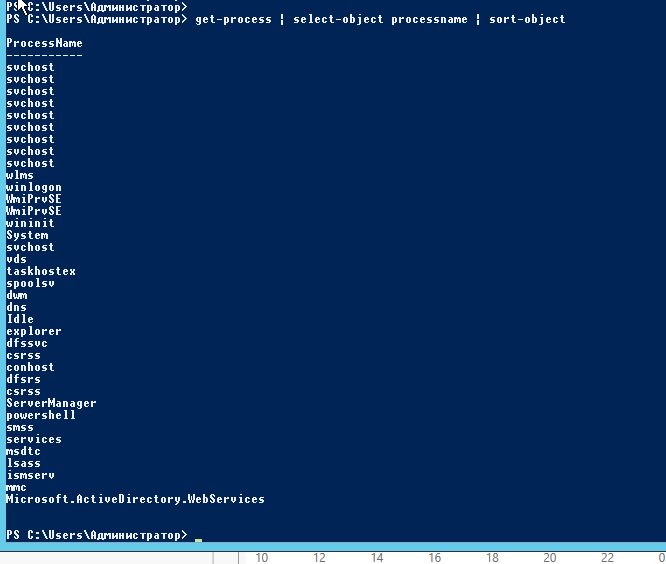 PS C:\Users\Администратор>
PS C:\Users\Администратор> get-process | select-object processname | sort-object
ProcessName
-----------
svchost
svchost
svchost
svchost
svchost
svchost
svchost
svchost
svchost
wlms
winlogon
WmiPrvSE
WmiPrvSE
wininit
System
svchost
vds
taskhostex
spoolsv
dwm
dns
Idle
explorer
dfssvc
csrss
conhost
dfsrs
csrss
ServerManager
powershell
smss
services
msdtc
lsass
ismserv
mmc
Microsoft.ActiveDirectory.WebServices
PS C:\Users\Администратор> _
10 12 14 16 18 20 22 0